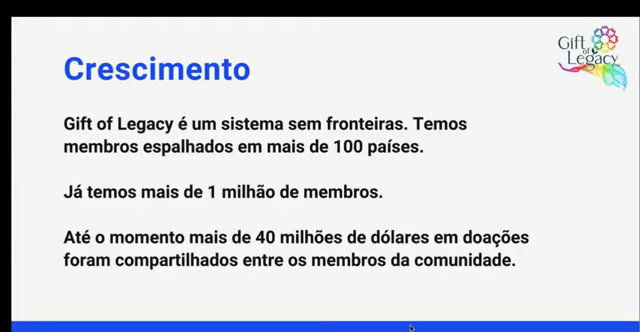 Gift
of
Legacy
Crescimento
Gift of Legacy é um sistema sem fronteiras. Temos
membros espalhados em mais de 100 países.
Já temos mais de 1 milhão de membros.
Até o momento mais de 40 milhões de dólares em doações
foram compartilhados entre os membros da comunidade.